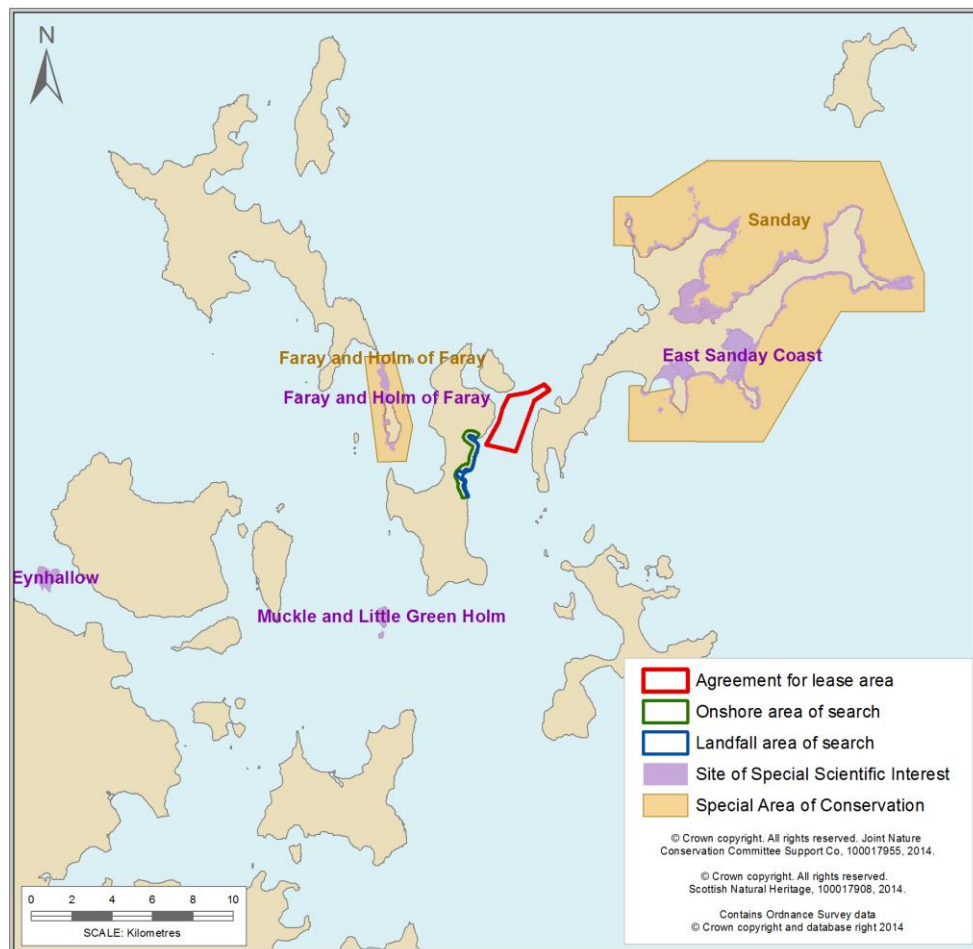 N
Sanday
East Sanday Coast
Faray and Holm of Faray
Faray and Holm of Faray
Eynhallow
Muckle and Little Green Holm
Agreement for lease area
Onshore area of search
Landfall area of search
Site of Special Scientific Interest
Special Area of Conservation
© Crown copyright. All rights reserved. Joint Nature
Conservation Committee Support Co, 100017955, 2014.
© Crown copyright. All rights reserved.
Scottish Natural Heritage, 100017908, 2014.
Contains Ordnance Survey data
© Crown copyright and database right 2014
0 2 4 6 8 10
SCALE: Kilometres